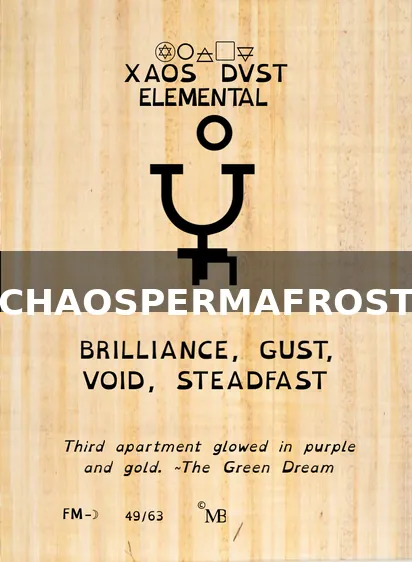 XAOS DVST
ELEMENTAL
CHAOSPERMAFROST
BRILLIANCE, GUST,
VOID, STEADFAST
Third apartment glowed in purple
and gold. ~The Green Dream
FM-☽ 49/63 ©MB